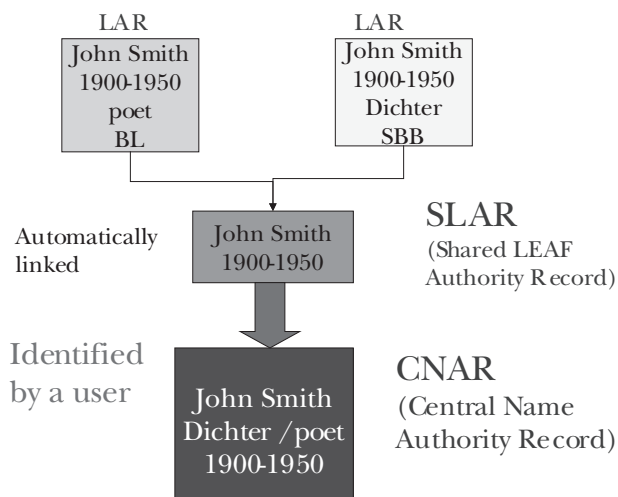 LAR
John Smith
1900-1950
poet
BL
LAR
John Smith
1900-1950
Dichter
SBB
Automatically
linked
John Smith
1900-1950
SLAR
(Shared LEAF
Authority Record)
Identified
by a user
John Smith
Dichter /poet
1900-1950
CNAR
(Central Name
Authority Record)